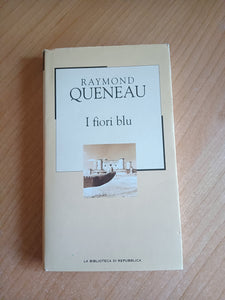 RAYMOND
QUENEAU
I fiori blu
LA BIBLIOTECA DI REPUBBLICA